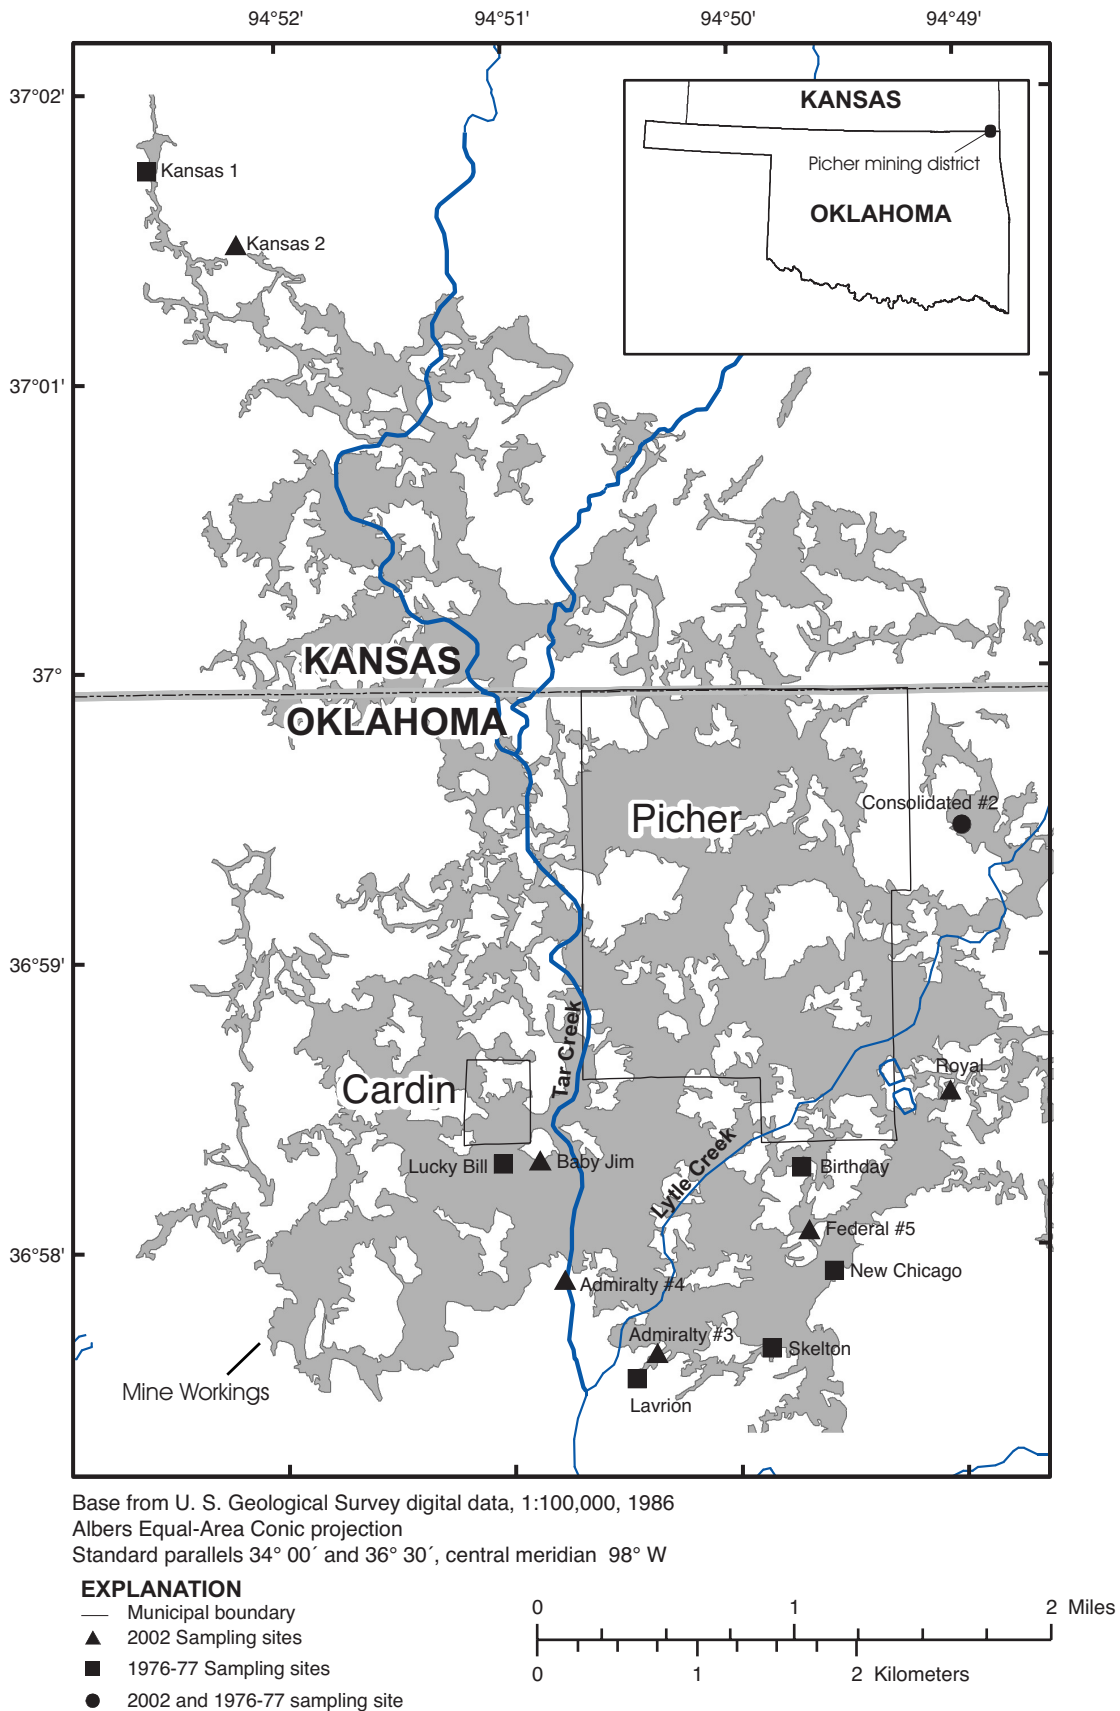 94°52' 94°51' 94°50' 94°49'
37°02'
KANSAS
Picher mining district
OKLAHOMA
Kansas 1
Kansas 2
37°01'
37°
KANSAS
OKLAHOMA
Consolidated #2
Picher
36°59'
Tar Creek
Royal
Cardin
Lucky Bill
Baby Jim
Lytle Creek
Birthday
Federal #5
36°58'
New Chicago
Admiralty #4
Admiralty #3
Skelton
Mine Workings
Lavrion
Base from U. S. Geological Survey digital data, 1:100,000, 1986
Albers Equal-Area Conic projection
Standard parallels 34° 00´ and 36° 30´, central meridian 98° W
EXPLANATION
Municipal boundary
2002 Sampling sites
1976-77 Sampling sites
2002 and 1976-77 sampling site
0 1 2 Miles
0 1 2 Kilometers